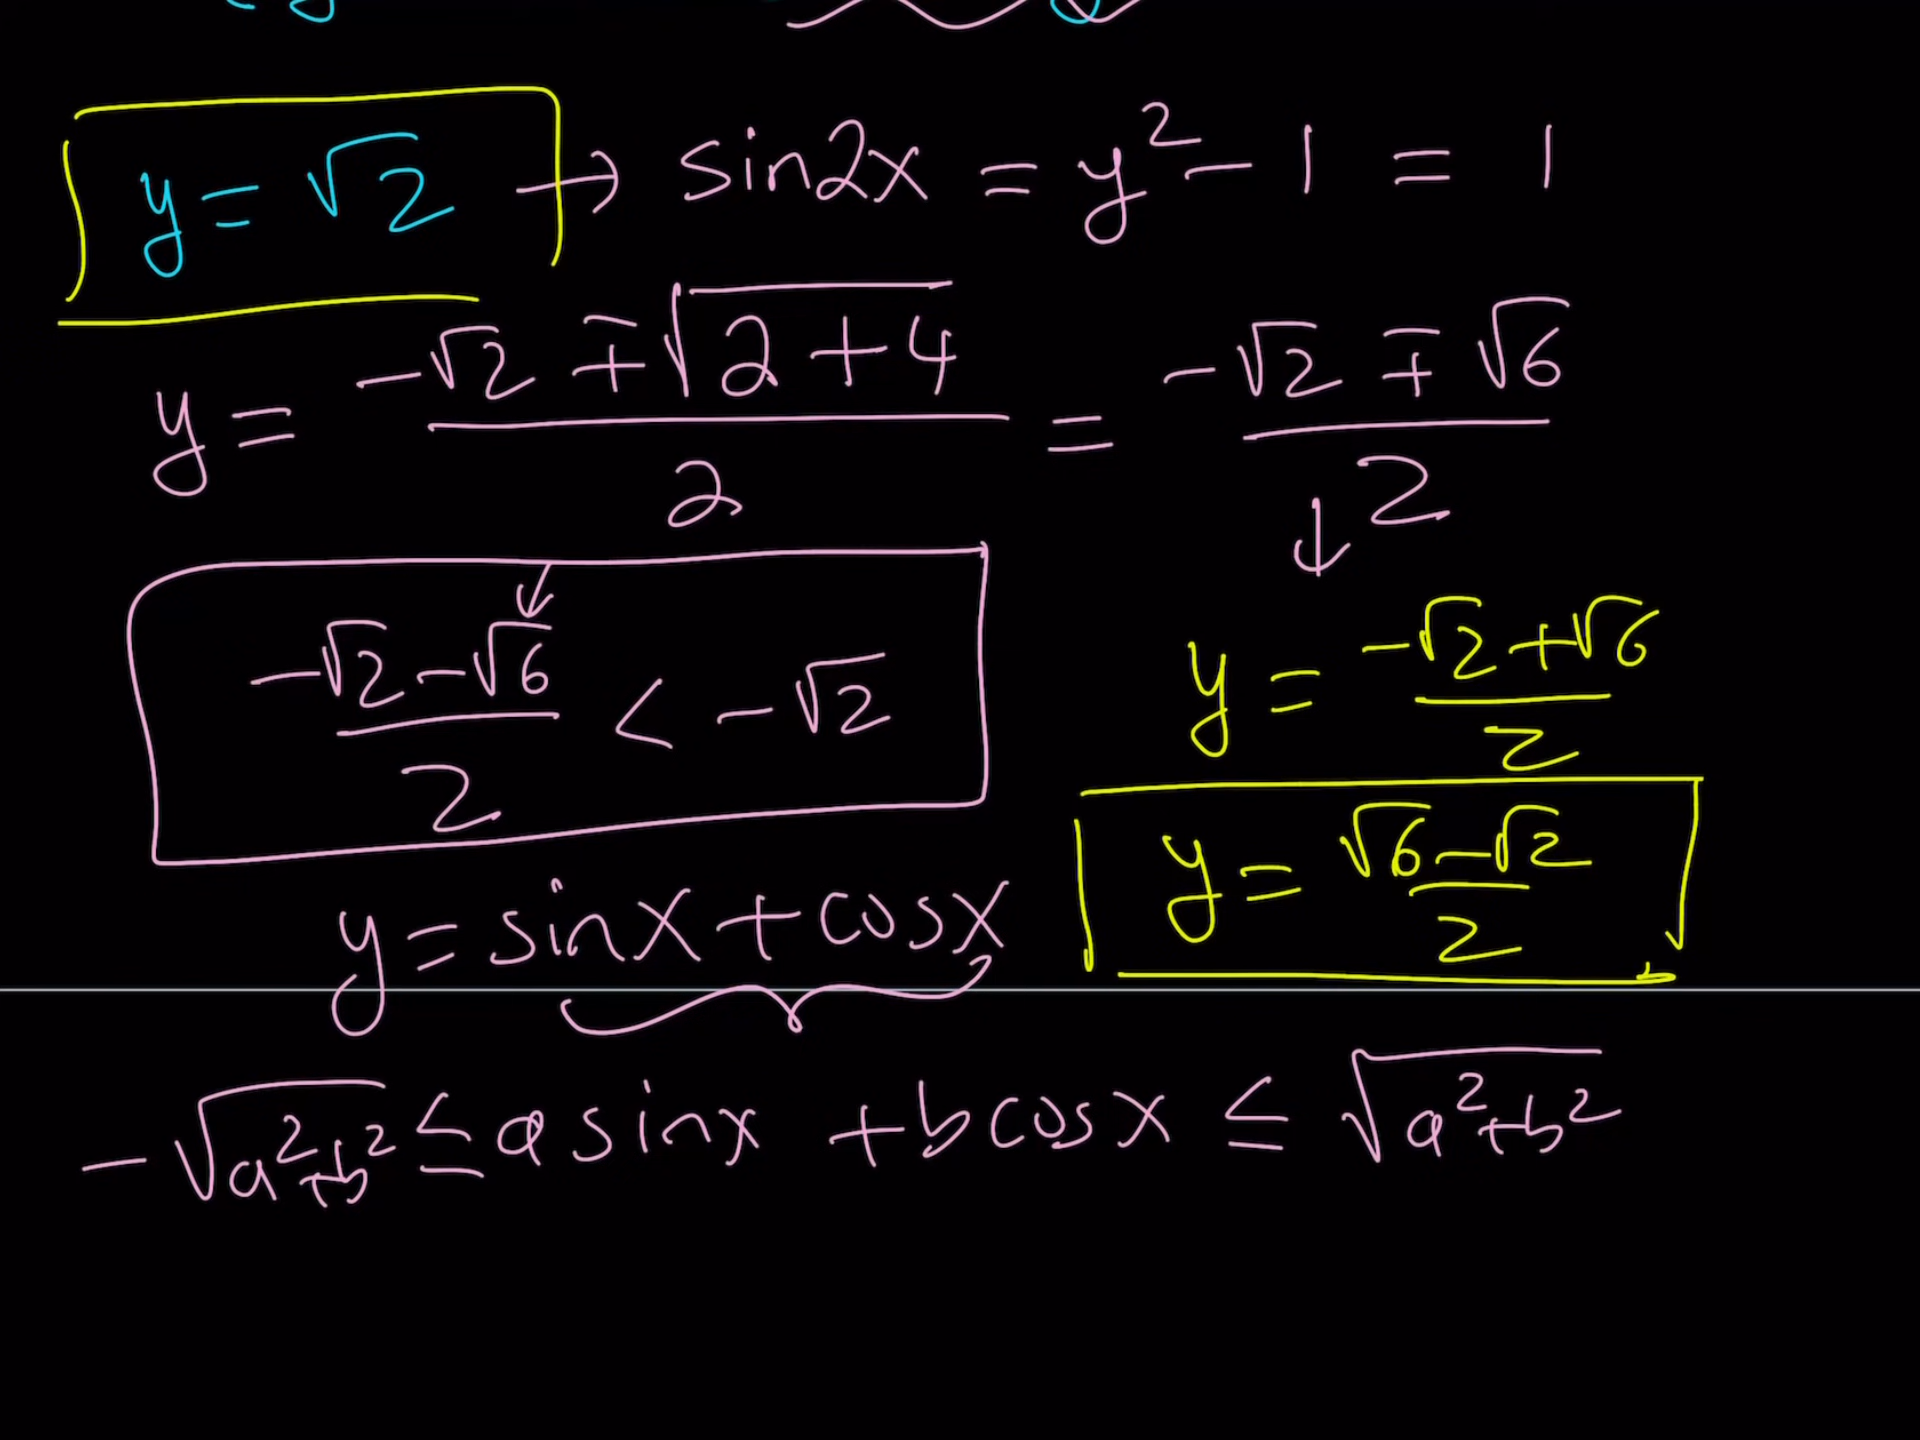 y = √2 → sin2x = y² − 1 = 1
y = (−√2 ∓ √(2+4))/2 = (−√2 ∓ √6)/2
(−√2 − √6)/2 < −√2
y = (−√2 + √6)/2
y = (√6 − √2)/2
y = sinx + cosx
−√(a²+b²) ≤ a sinx + b cosx ≤ √(a²+b²)